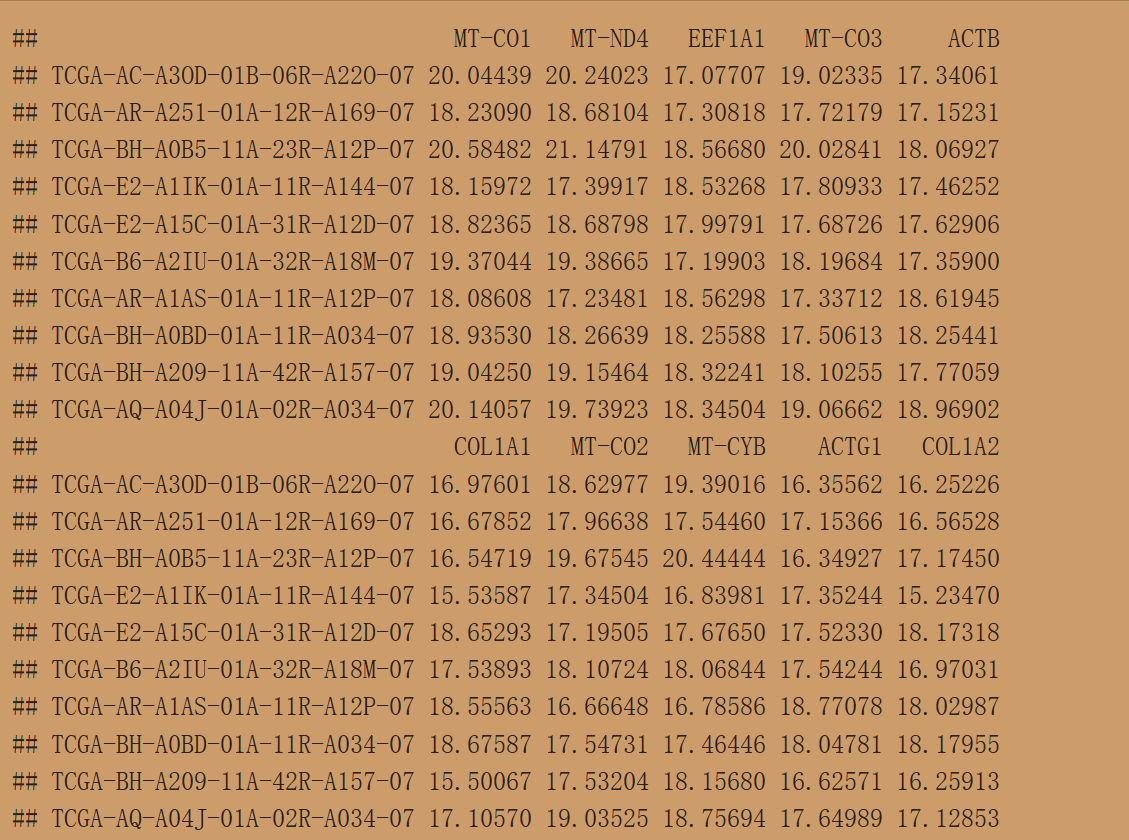 ## MT-CO1 MT-ND4 EEF1A1 MT-CO3 ACTB
## TCGA-AC-A3OD-01B-06R-A22O-07 20.04439 20.24023 17.07707 19.02335 17.34061
## TCGA-AR-A251-01A-12R-A169-07 18.23090 18.68104 17.30818 17.72179 17.15231
## TCGA-BH-A0B5-11A-23R-A12P-07 20.58482 21.14791 18.56680 20.02841 18.06927
## TCGA-E2-A1IK-01A-11R-A144-07 18.15972 17.39917 18.53268 17.80933 17.46252
## TCGA-E2-A15C-01A-31R-A12D-07 18.82365 18.68798 17.99791 17.68726 17.62906
## TCGA-B6-A2IU-01A-32R-A18M-07 19.37044 19.38665 17.19903 18.19684 17.35900
## TCGA-AR-A1AS-01A-11R-A12P-07 18.08608 17.23481 18.56298 17.33712 18.61945
## TCGA-BH-A0BD-01A-11R-A034-07 18.93530 18.26639 18.25588 17.50613 18.25441
## TCGA-BH-A209-11A-42R-A157-07 19.04250 19.15464 18.32241 18.10255 17.77059
## TCGA-AQ-A04J-01A-02R-A034-07 20.14057 19.73923 18.34504 19.06662 18.96902
## COL1A1 MT-CO2 MT-CYB ACTG1 COL1A2
## TCGA-AC-A3OD-01B-06R-A22O-07 16.97601 18.62977 19.39016 16.35562 16.25226
## TCGA-AR-A251-01A-12R-A169-07 16.67852 17.96638 17.54460 17.15366 16.56528
## TCGA-BH-A0B5-11A-23R-A12P-07 16.54719 19.67545 20.44444 16.34927 17.17450
## TCGA-E2-A1IK-01A-11R-A144-07 15.53587 17.34504 16.83981 17.35244 15.23470
## TCGA-E2-A15C-01A-31R-A12D-07 18.65293 17.19505 17.67650 17.52330 18.17318
## TCGA-B6-A2IU-01A-32R-A18M-07 17.53893 18.10724 18.06844 17.54244 16.97031
## TCGA-AR-A1AS-01A-11R-A12P-07 18.55563 16.66648 16.78586 18.77078 18.02987
## TCGA-BH-A0BD-01A-11R-A034-07 18.67587 17.54731 17.46446 18.04781 18.17955
## TCGA-BH-A209-11A-42R-A157-07 15.50067 17.53204 18.15680 16.62571 16.25913
## TCGA-AQ-A04J-01A-02R-A034-07 17.10570 19.03525 18.75694 17.64989 17.12853